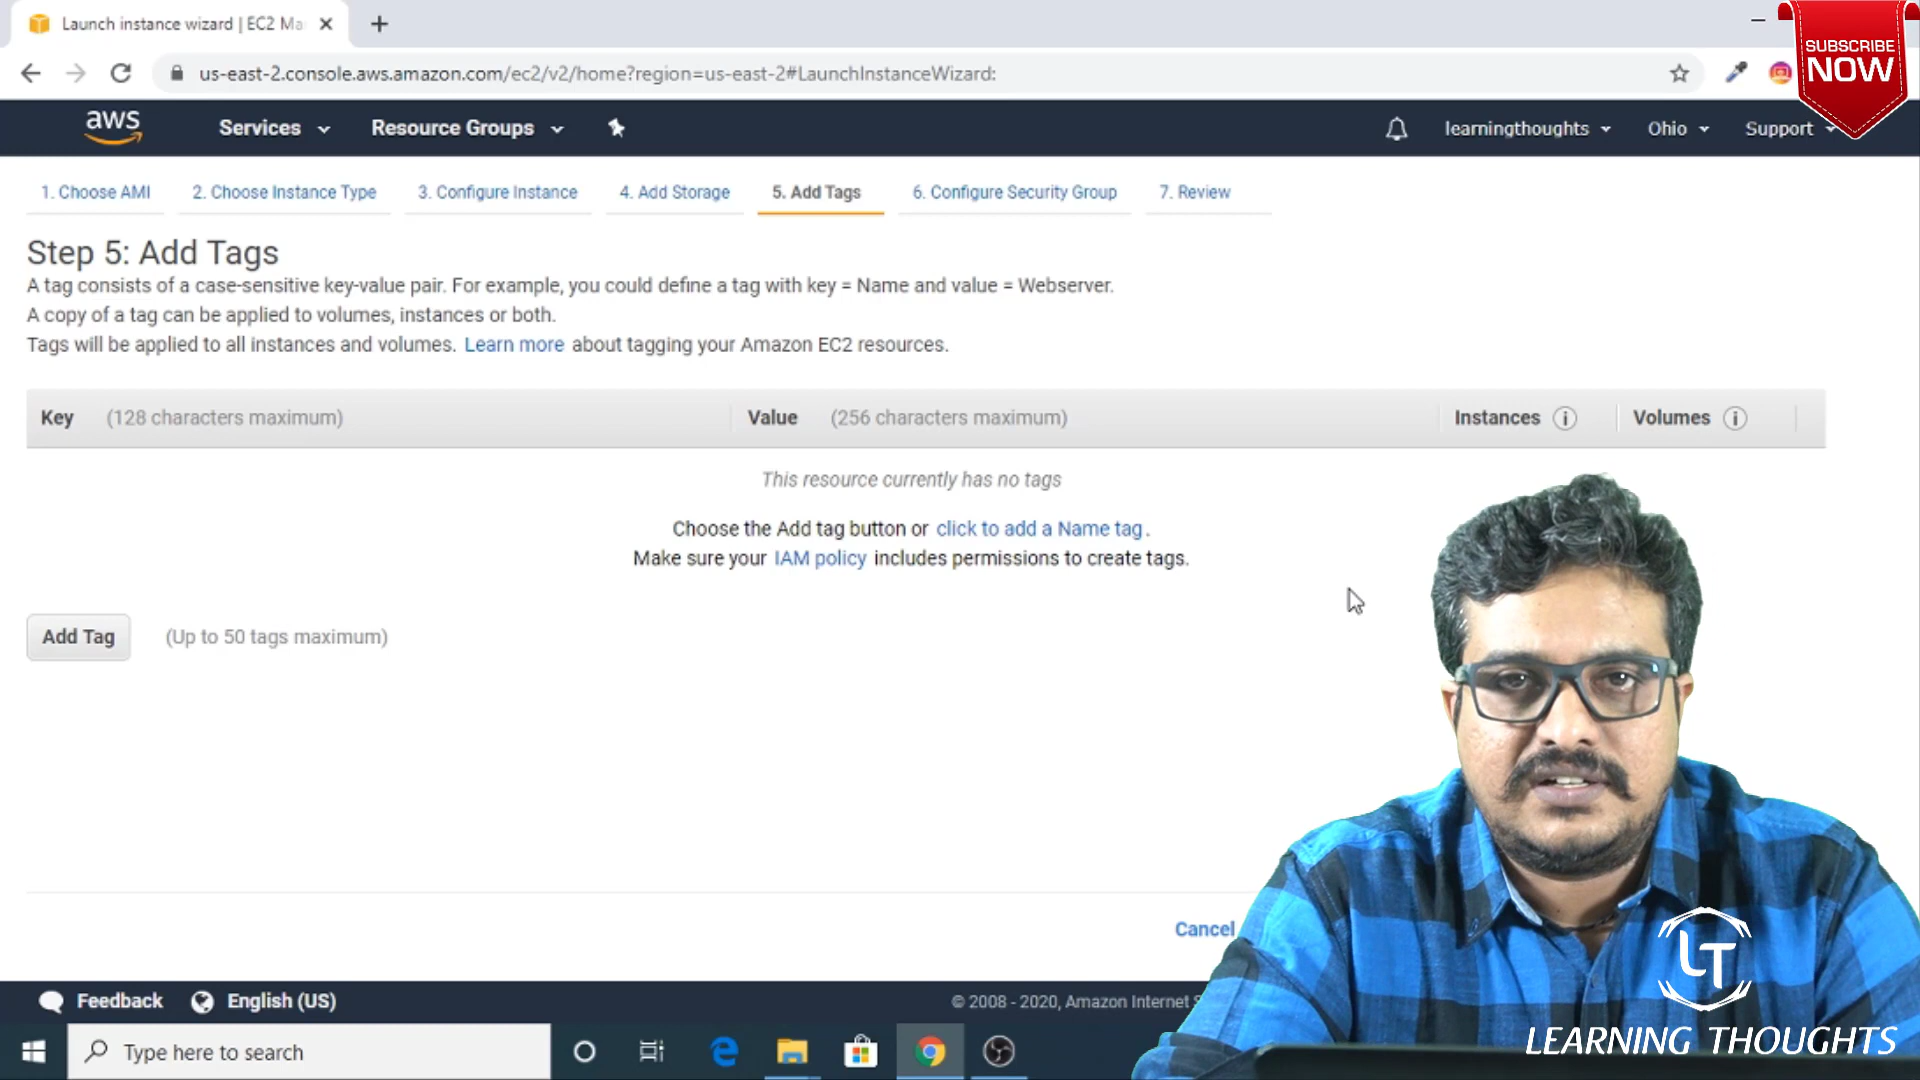 Launch instance wizard | EC2 Ma
SUBSCRIBE
NOW
us-east-2.console.aws.amazon.com/ec2/v2/home?region=us-east-2#LaunchInstanceWizard:
aws Services Resource Groups learningthoughts Ohio Support
1. Choose AMI 2. Choose Instance Type 3. Configure Instance 4. Add Storage 5. Add Tags 6. Configure Security Group 7. Review
Step 5: Add Tags
A tag consists of a case-sensitive key-value pair. For example, you could define a tag with key = Name and value = Webserver.
A copy of a tag can be applied to volumes, instances or both.
Tags will be applied to all instances and volumes. Learn more about tagging your Amazon EC2 resources.
Key (128 characters maximum) Value (256 characters maximum) Instances i Volumes i
This resource currently has no tags
Choose the Add tag button or click to add a Name tag.
Make sure your IAM policy includes permissions to create tags.
Add Tag (Up to 50 tags maximum)
Cancel
LT
Feedback English (US) © 2008 - 2020, Amazon Internet S
LEARNING THOUGHTS
Type here to search